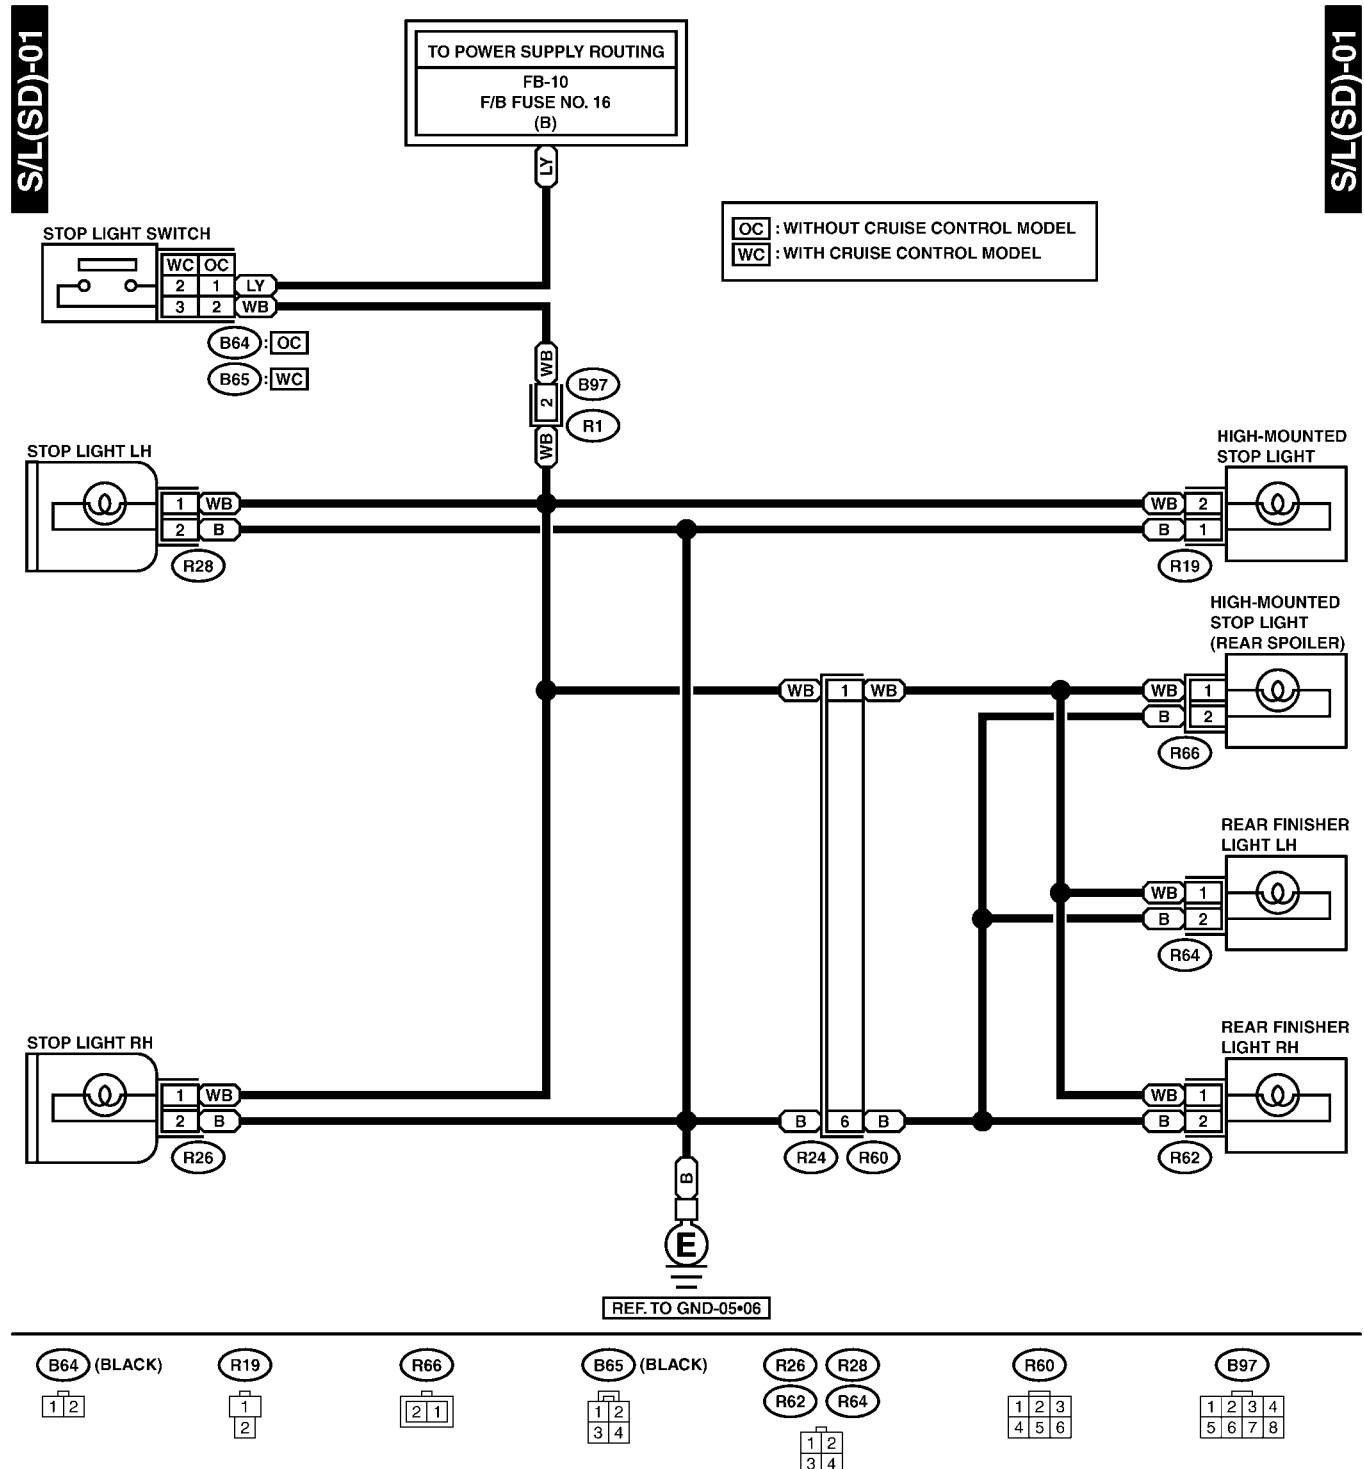 S/L(SD)-01
S/L(SD)-01
TO POWER SUPPLY ROUTING
FB-10
F/B FUSE NO. 16
(B)
LY
OC : WITHOUT CRUISE CONTROL MODEL
WC : WITH CRUISE CONTROL MODEL
STOP LIGHT SWITCH
WC OC
2 1 LY
3 2 WB
B64 : OC
B65 : WC
WB
2
B97
R1
WB
STOP LIGHT LH
1 WB
2 B
R28
HIGH-MOUNTED
STOP LIGHT
WB 2
B 1
R19
HIGH-MOUNTED
STOP LIGHT
(REAR SPOILER)
WB 1 WB
WB 1
B 2
R66
REAR FINISHER
LIGHT LH
WB 1
B 2
R64
STOP LIGHT RH
1 WB
2 B
R26
B 6 B
R24 R60
REAR FINISHER
LIGHT RH
WB 1
B 2
R62
B
E
REF. TO GND-05•06
B64 (BLACK)
1 2
R19
1
2
R66
2 1
B65 (BLACK)
1 2
3 4
R26 R28
R62 R64
1 2
3 4
R60
1 2 3
4 5 6
B97
1 2 3 4
5 6 7 8